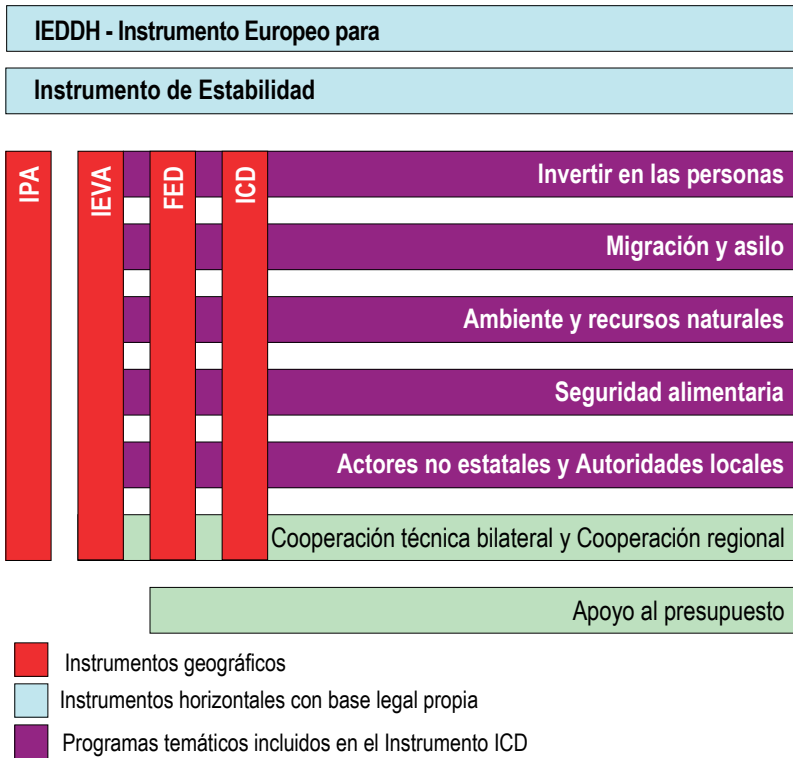 IEDDH - Instrumento Europeo para
Instrumento de Estabilidad
IPA
IEVA
FED
ICD
Invertir en las personas
Migración y asilo
Ambiente y recursos naturales
Seguridad alimentaria
Actores no estatales y Autoridades locales
Cooperación técnica bilateral y Cooperación regional
Apoyo al presupuesto
Instrumentos geográficos
Instrumentos horizontales con base legal propia
Programas temáticos incluidos en el Instrumento ICD